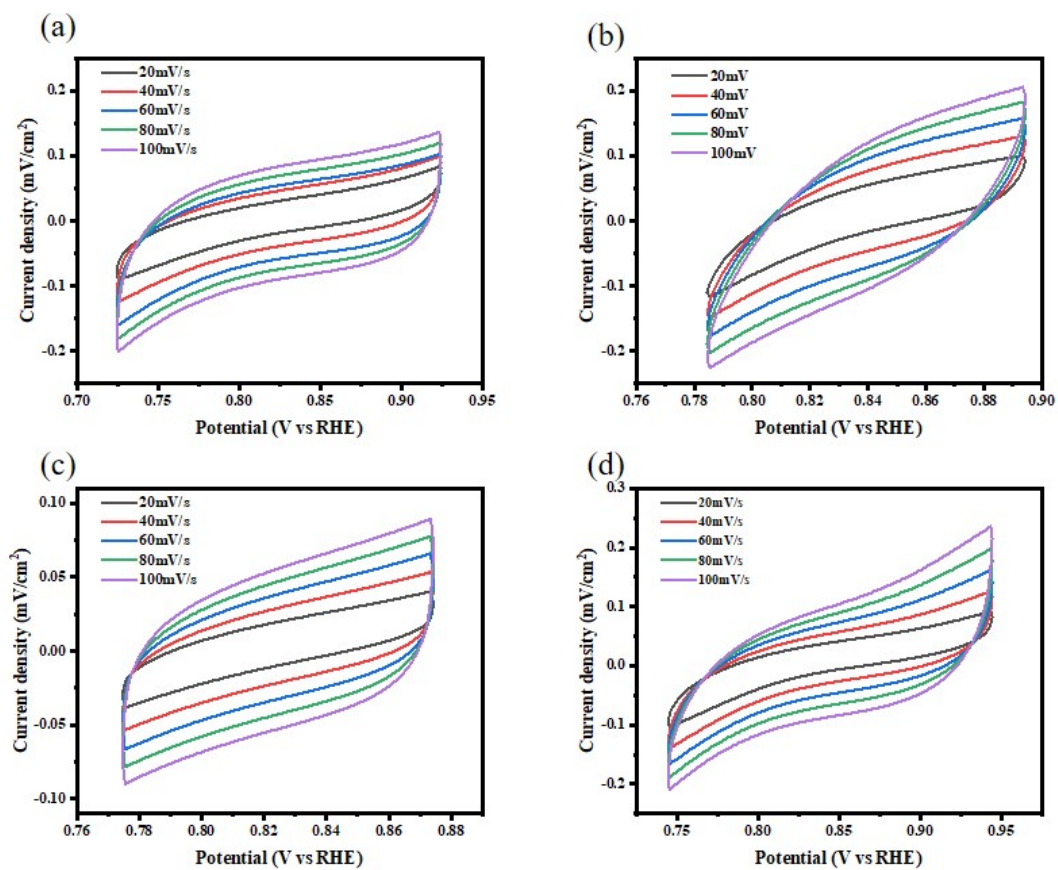 (a)
20mV/s
40mV/s
60mV/s
80mV/s
100mV/s
Current density (mV/cm²)
0.2
0.1
0.0
-0.1
-0.2
0.70 0.75 0.80 0.85 0.90 0.95
Potential (V vs RHE)
(b)
20mV
40mV
60mV
80mV
100mV
Current density (mV/cm²)
0.2
0.1
0.0
-0.1
-0.2
0.76 0.78 0.80 0.82 0.84 0.86 0.88 0.90
Potential (V vs RHE)
(c)
20mV/s
40mV/s
60mV/s
80mV/s
100mV/s
Current density (mV/cm²)
0.10
0.05
0.00
-0.05
-0.10
0.76 0.78 0.80 0.82 0.84 0.86 0.88
Potential (V vs RHE)
(d)
20mV/s
40mV/s
60mV/s
80mV/s
100mV/s
Current density (mV/cm²)
0.3
0.2
0.1
0.0
-0.1
-0.2
0.75 0.80 0.85 0.90 0.95
Potential (V vs RHE)